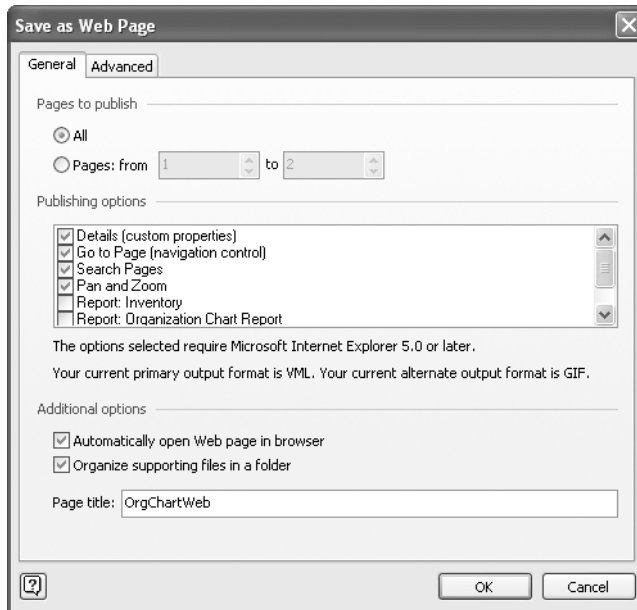 Save as Web Page
General Advanced
Pages to publish
All
Pages: from 1 to 2
Publishing options
Details (custom properties)
Go to Page (navigation control)
Search Pages
Pan and Zoom
Report: Inventory
Report: Organization Chart Report
The options selected require Microsoft Internet Explorer 5.0 or later.
Your current primary output format is VML. Your current alternate output format is GIF.
Additional options
Automatically open Web page in browser
Organize supporting files in a folder
Page title: OrgChartWeb
? OK Cancel